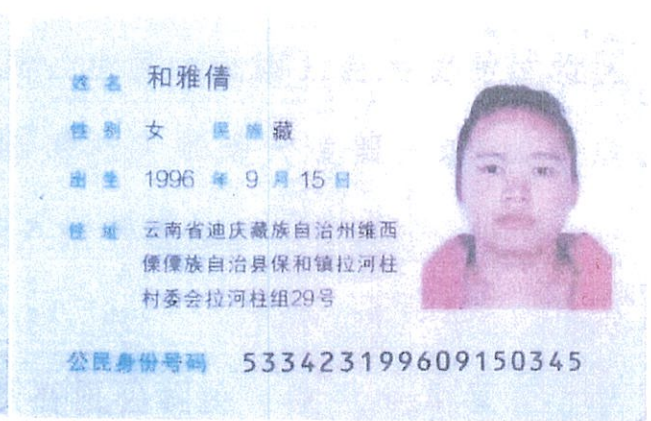 姓名 和雅倩
性别 女 民族 藏
出生 1996 年 9 月 15 日
住址 云南省迪庆藏族自治州维西
傈僳族自治县保和镇拉河柱
村委会拉河柱组29号
公民身份号码 533423199609150345